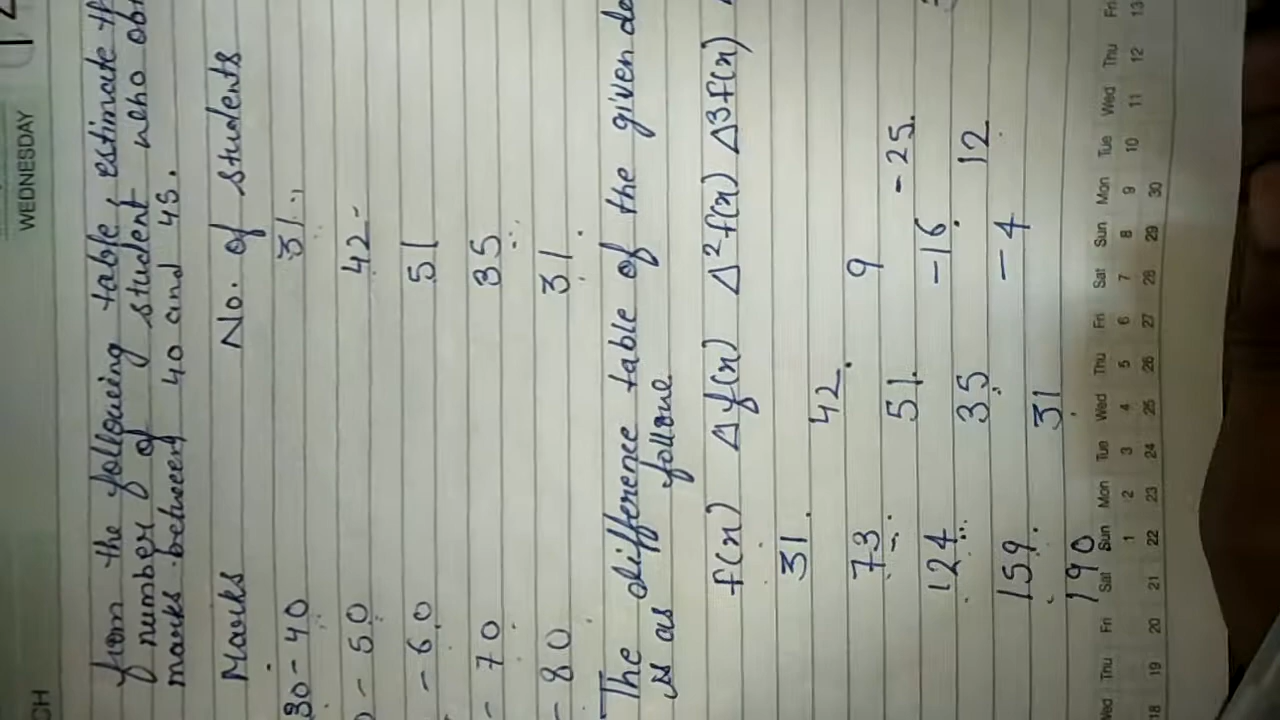 WEDNESDAY
from the following table, estimate
number of student who
marks between 40 and 45.
Marks No. of students
30-40 31
- 50 42
- 60 51
- 70 35
- 80 31
The difference table of the given
is as follows
f(x) Δf(x) Δ²f(x) Δ3f(x)
31
42
73 9
51 -25
124 -16
35 12
159 -4
31
190
Wed Thu Fri Sat Sun Mon Tue Wed Thu Fri Sat Sun Mon Tue Wed Thu Fri
1 2 3 4 5 6 7 8 9 10 11 12 13
18 19 20 21 22 23 24 25 26 27 28 29 30